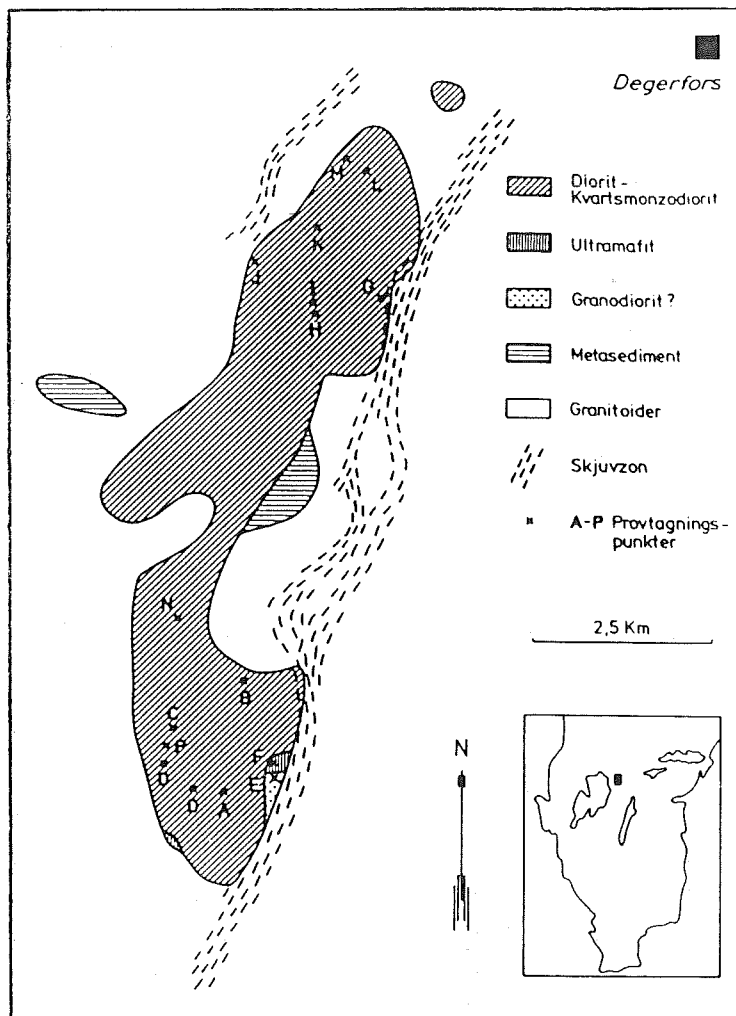 Degerfors
Diorit-
Kvartsmonzodiorit
Ultramafit
Granodiorit?
Metasediment
Granitoider
Skjuvzon
A-P Provtagnings-
punkter
2,5 Km
N
M
L
K
J
G
I
H
N
B
C
P
D
F
E
O
A